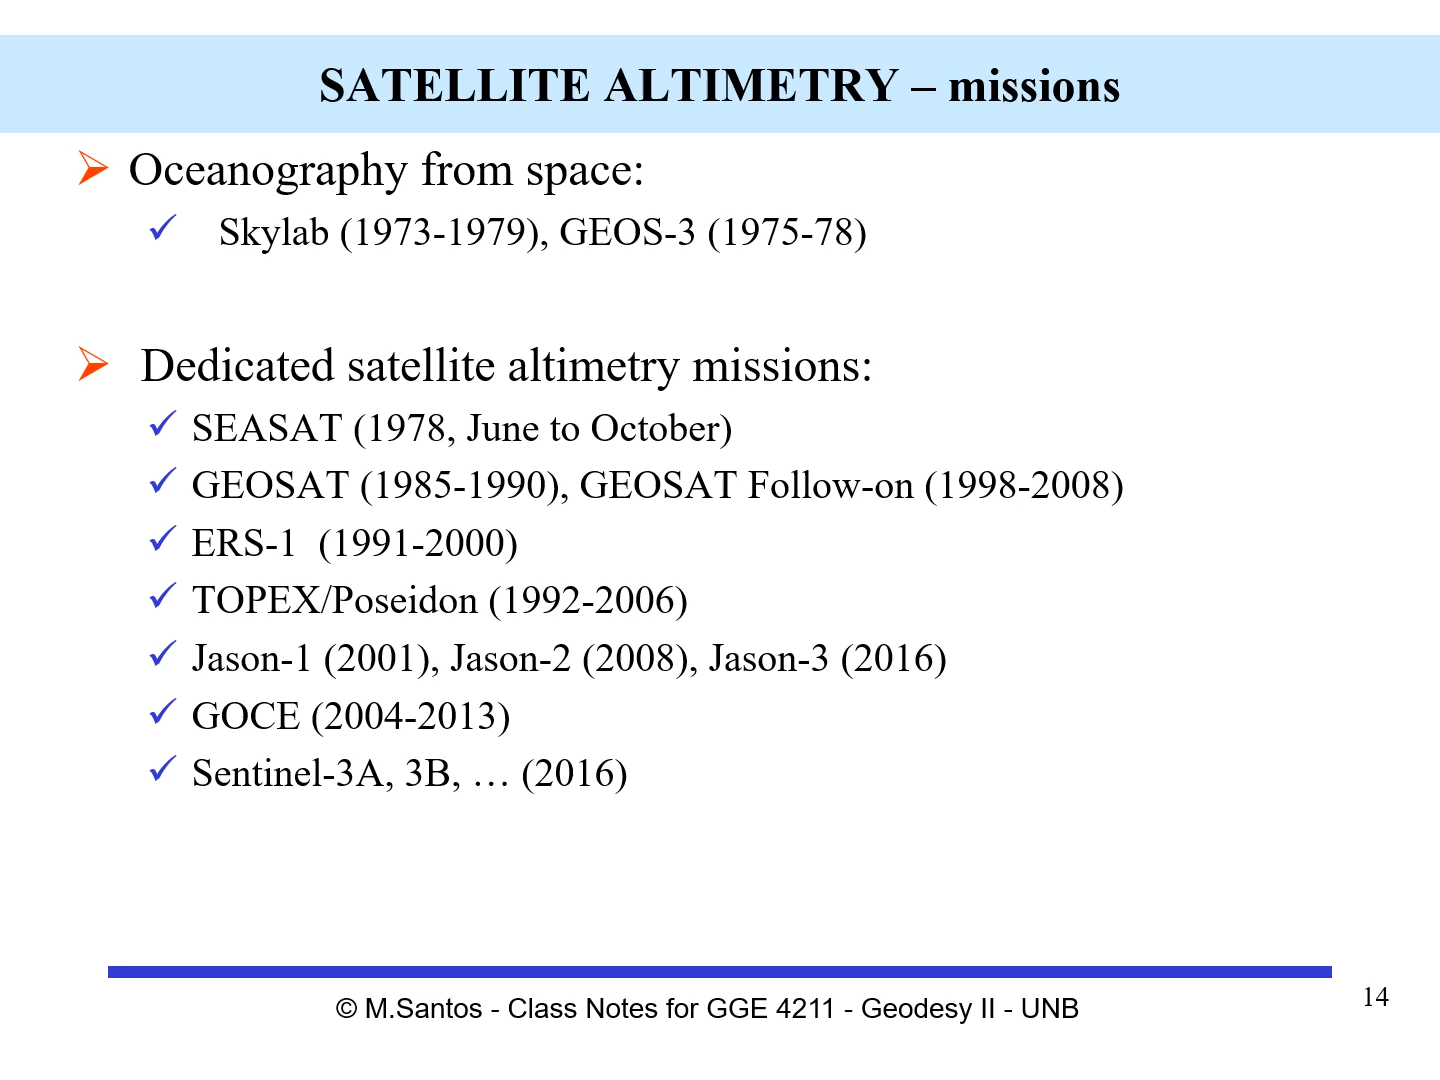 SATELLITE ALTIMETRY – missions
Oceanography from space:
Skylab (1973-1979), GEOS-3 (1975-78)
Dedicated satellite altimetry missions:
SEASAT (1978, June to October)
GEOSAT (1985-1990), GEOSAT Follow-on (1998-2008)
ERS-1 (1991-2000)
TOPEX/Poseidon (1992-2006)
Jason-1 (2001), Jason-2 (2008), Jason-3 (2016)
GOCE (2004-2013)
Sentinel-3A, 3B, … (2016)
© M.Santos - Class Notes for GGE 4211 - Geodesy II - UNB
14